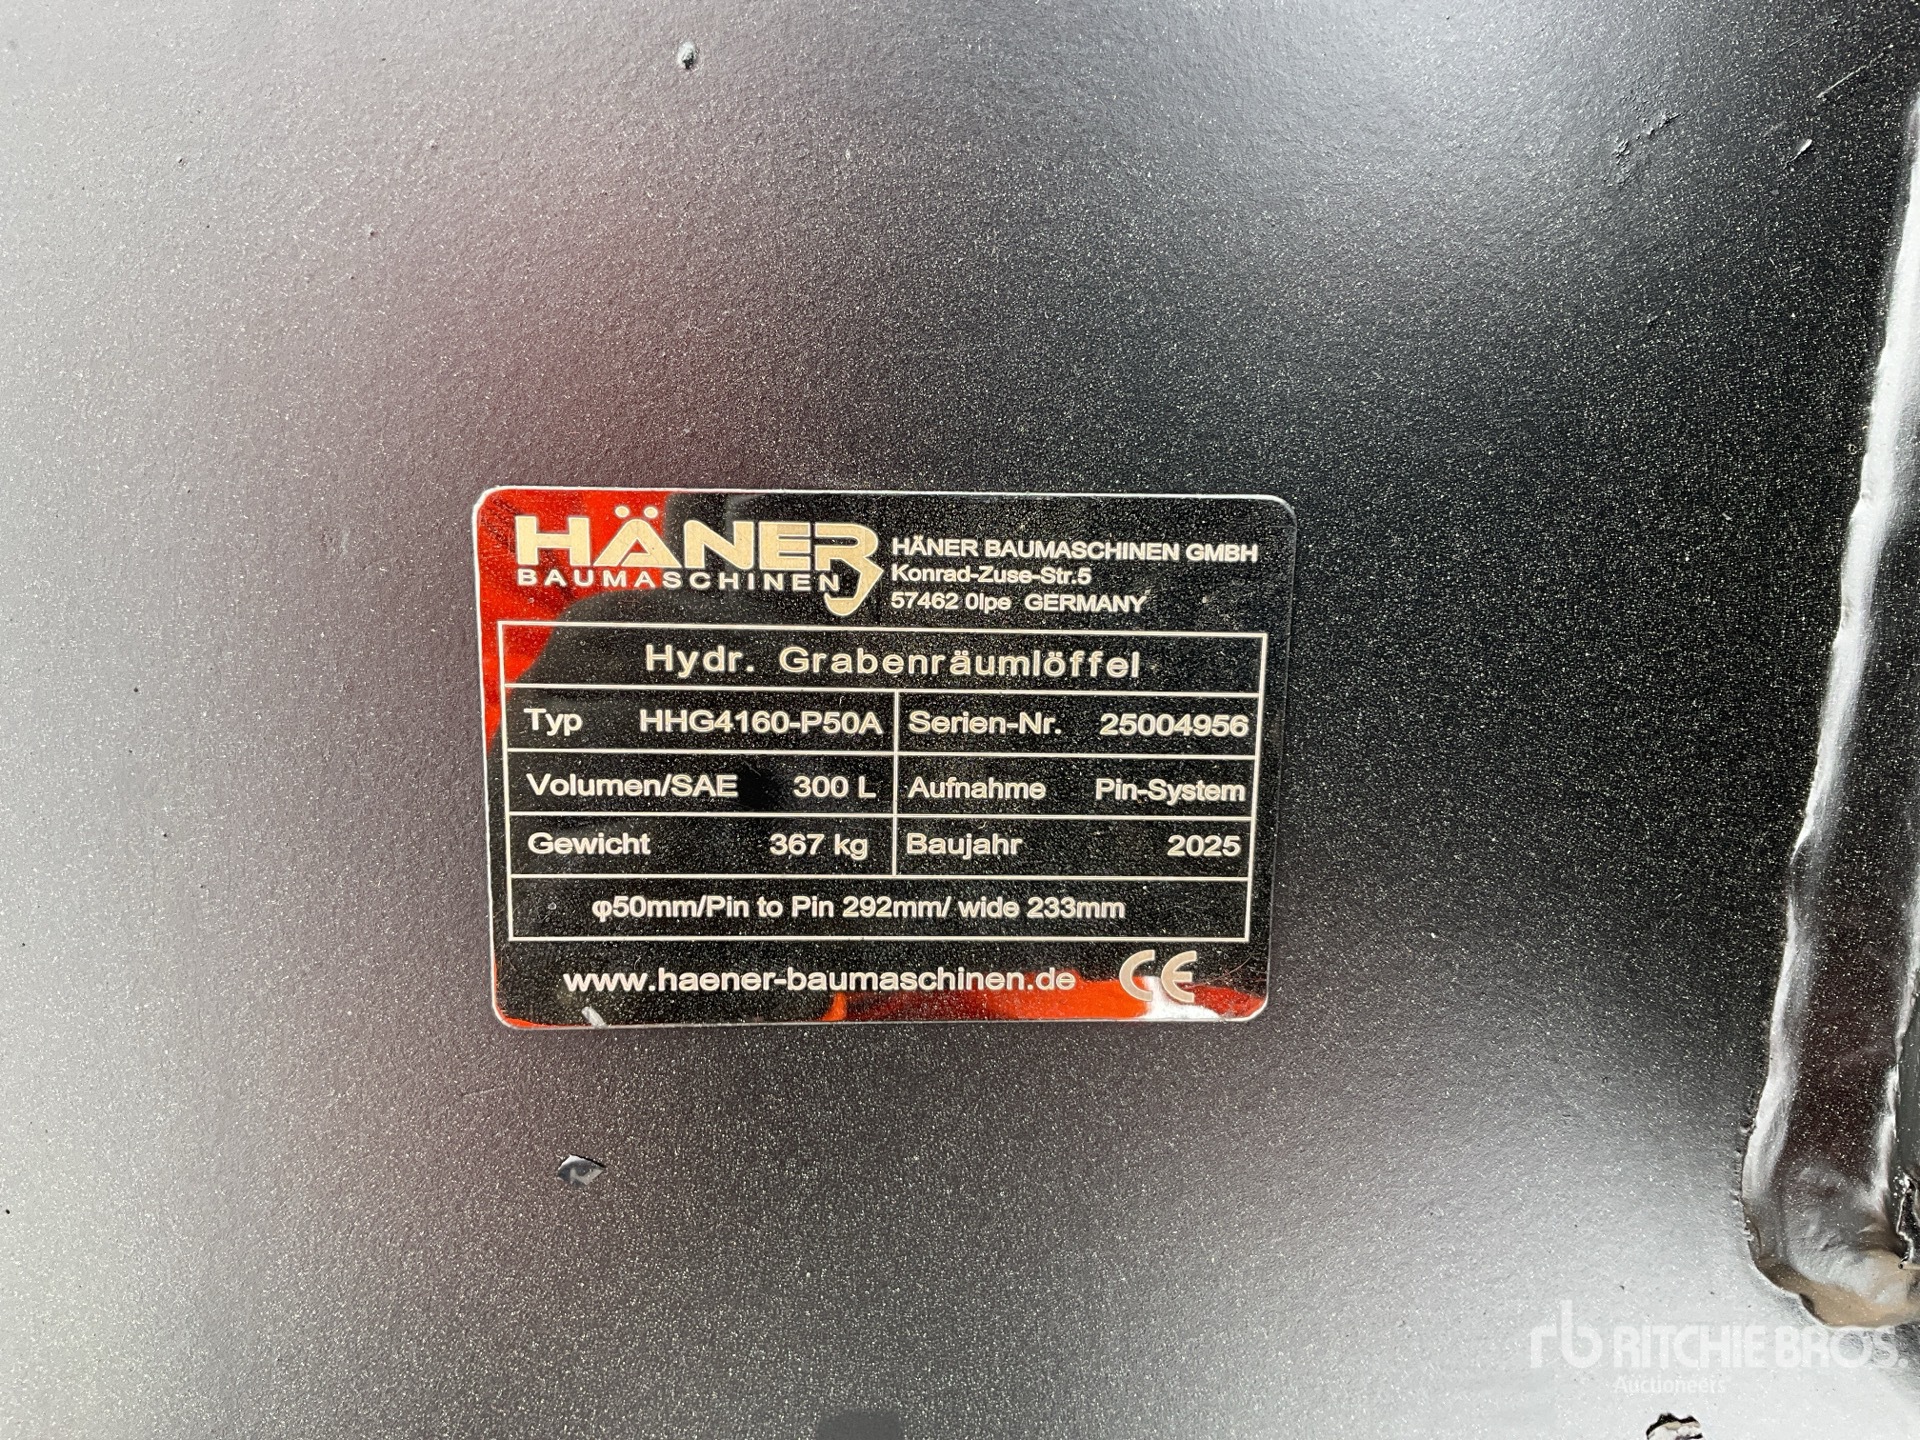 HÄNER
BAUMASCHINEN
HÄNER BAUMASCHINEN GMBH
Konrad-Zuse-Str.5
57462 Olpe GERMANY
Hydr. Grabenräumlöffel
Typ HHG4160-P50A Serien-Nr. 25004956
Volumen/SAE 300 L Aufnahme Pin-System
Gewicht 367 kg Baujahr 2025
φ50mm/Pin to Pin 292mm/ wide 233mm
www.haener-baumaschinen.de CE
rb RITCHIE BROS.
Auctioneers